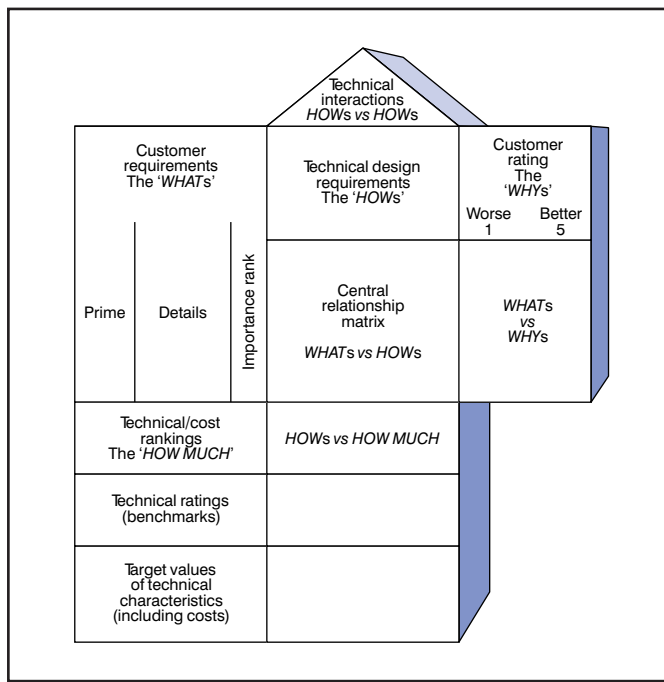 Technical
interactions
HOWs vs HOWs
Customer
requirements
The ‘WHATs’
Technical design
requirements
The ‘HOWs’
Customer
rating
The
‘WHYs’
Worse Better
1 5
Prime
Details
Importance rank
Central
relationship
matrix
WHATs vs HOWs
WHATs
vs
WHYs
Technical/cost
rankings
The ‘HOW MUCH’
HOWs vs HOW MUCH
Technical ratings
(benchmarks)
Target values
of technical
characteristics
(including costs)